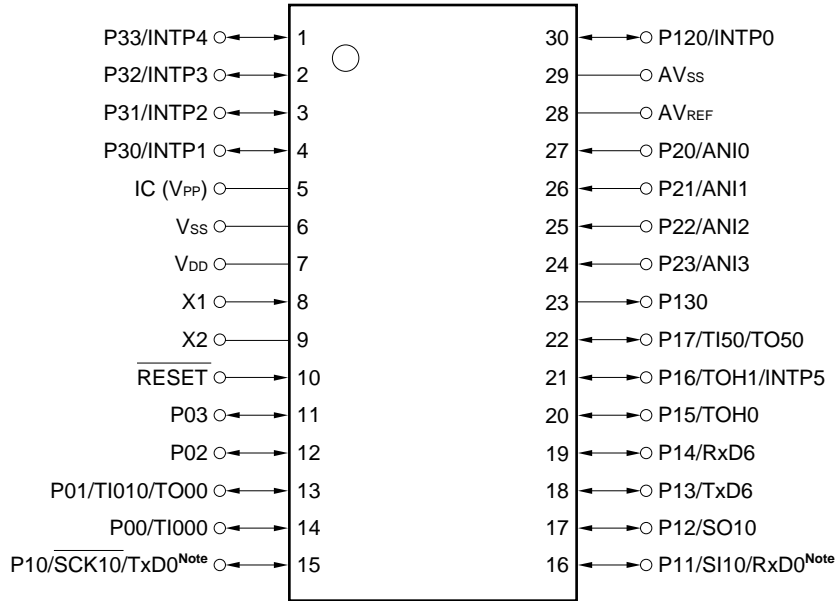 P33/INTP4 1 30 P120/INTP0
P32/INTP3 2 29 AVSS
P31/INTP2 3 28 AVREF
P30/INTP1 4 27 P20/ANI0
IC (VPP) 5 26 P21/ANI1
VSS 6 25 P22/ANI2
VDD 7 24 P23/ANI3
X1 8 23 P130
X2 9 22 P17/TI50/TO50
RESET 10 21 P16/TOH1/INTP5
P03 11 20 P15/TOH0
P02 12 19 P14/RxD6
P01/TI010/TO00 13 18 P13/TxD6
P00/TI000 14 17 P12/SO10
P10/SCK10/TxD0Note 15 16 P11/SI10/RxD0Note